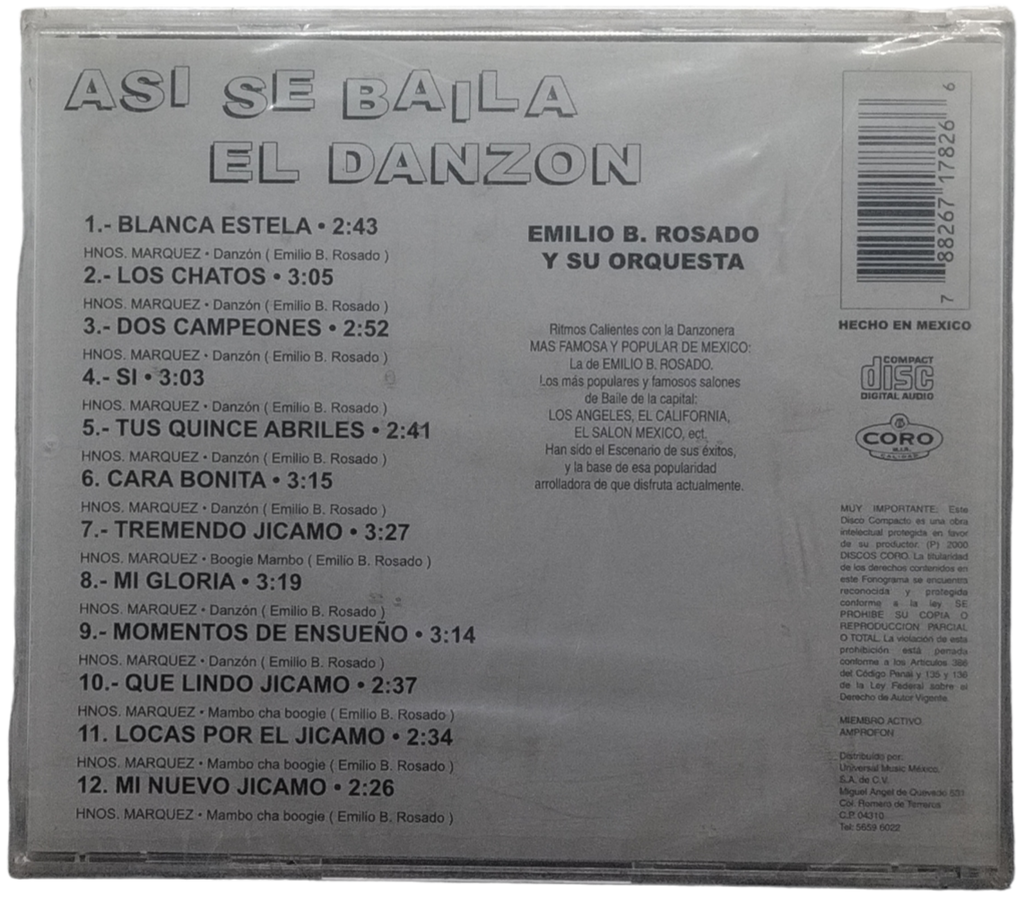 ASI SE BAILA
EL DANZON
1.- BLANCA ESTELA • 2:43
HNOS. MARQUEZ • Danzón ( Emilio B. Rosado )
2.- LOS CHATOS • 3:05
HNOS. MARQUEZ • Danzón ( Emilio B. Rosado )
3.- DOS CAMPEONES • 2:52
HNOS. MARQUEZ • Danzón ( Emilio B. Rosado )
4.- SI • 3:03
HNOS. MARQUEZ • Danzón ( Emilio B. Rosado )
5.- TUS QUINCE ABRILES • 2:41
HNOS. MARQUEZ • Danzón ( Emilio B. Rosado )
6. CARA BONITA • 3:15
HNOS. MARQUEZ • Danzón ( Emilio B. Rosado )
7.- TREMENDO JICAMO • 3:27
HNOS. MARQUEZ • Boogie Mambo ( Emilio B. Rosado )
8.- MI GLORIA • 3:19
HNOS. MARQUEZ • Danzón ( Emilio B. Rosado )
9.- MOMENTOS DE ENSUEÑO • 3:14
HNOS. MARQUEZ • Danzón ( Emilio B. Rosado )
10.- QUE LINDO JICAMO • 2:37
HNOS. MARQUEZ • Mambo cha boogie ( Emilio B. Rosado )
11. LOCAS POR EL JICAMO • 2:34
HNOS. MARQUEZ • Mambo cha boogie ( Emilio B. Rosado )
12. MI NUEVO JICAMO • 2:26
HNOS. MARQUEZ • Mambo cha boogie ( Emilio B. Rosado )
EMILIO B. ROSADO
Y SU ORQUESTA
Ritmos Calientes con la Danzonera
MAS FAMOSA Y POPULAR DE MEXICO:
La de EMILIO B. ROSADO.
Los más populares y famosos salones
de Baile de la capital:
LOS ANGELES, EL CALIFORNIA,
EL SALON MEXICO, ect.
Han sido el Escenario de sus éxitos,
y la base de esa popularidad
arrolladora de que disfruta actualmente.
7 88267 17826 6
HECHO EN MEXICO
COMPACT
disc
DIGITAL AUDIO
CORO
M.R.
CALIDAD
MUY IMPORTANTE: Este
Disco Compacto es una obra
intelectual protegida en favor
de su productor. (P) 2000
DISCOS CORO. La titularidad
de los derechos contenidos en
este Fonograma se encuentra
reconocida y protegida
conforme a la ley. SE
PROHIBE SU COPIA O
REPRODUCCION PARCIAL
O TOTAL. La violación de esta
prohibición está penada
conforme a los Artículos 386
del Código Penal y 135 y 136
de la Ley Federal sobre el
Derecho de Autor Vigente.
MIEMBRO ACTIVO
AMPROFON
Distribuido por:
Universal Music México,
S.A. de C.V.
Miguel Angel de Quevedo 531
Col. Romero de Terreros
C.P. 04310
Tel: 5659 6022